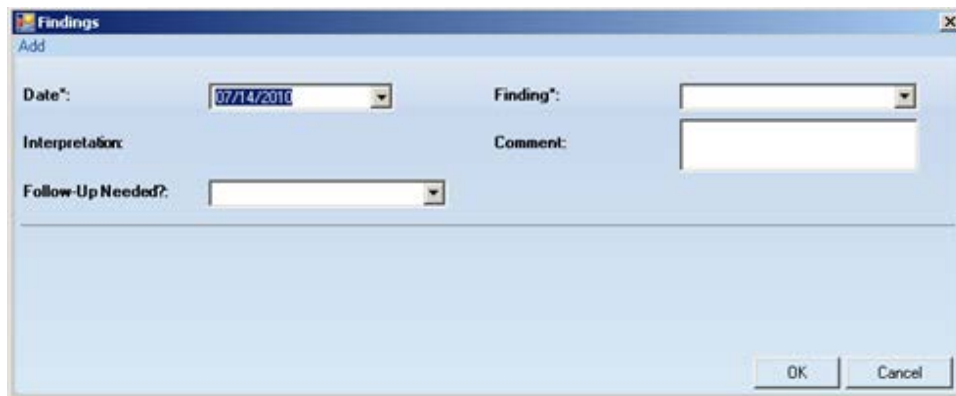 Findings
Add
Date*: 07/14/2010 Finding*:
Interpretation: Comment:
Follow-Up Needed?:
OK Cancel